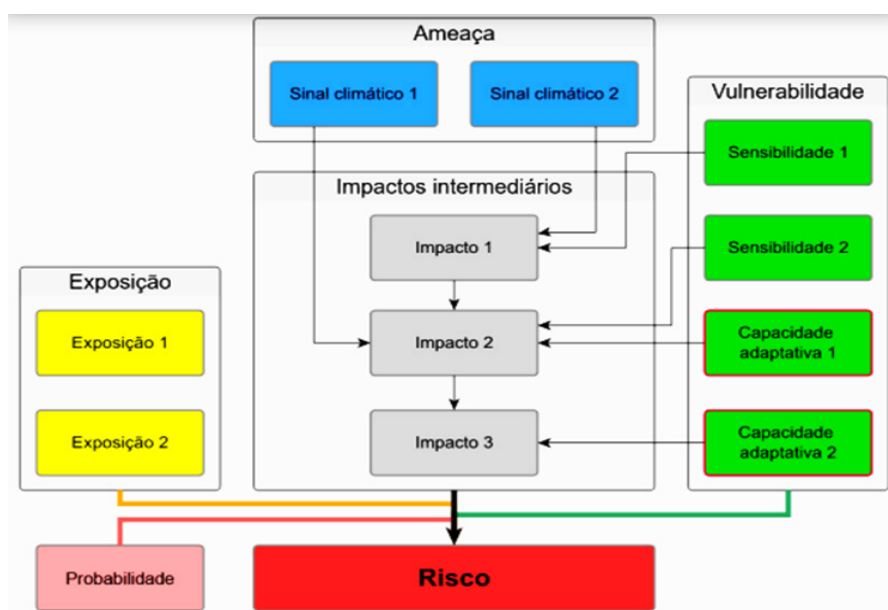 Ameaça
Sinal climático 1
Sinal climático 2
Vulnerabilidade
Sensibilidade 1
Sensibilidade 2
Capacidade
adaptativa 1
Capacidade
adaptativa 2
Impactos intermediários
Impacto 1
Impacto 2
Impacto 3
Exposição
Exposição 1
Exposição 2
Probabilidade
Risco